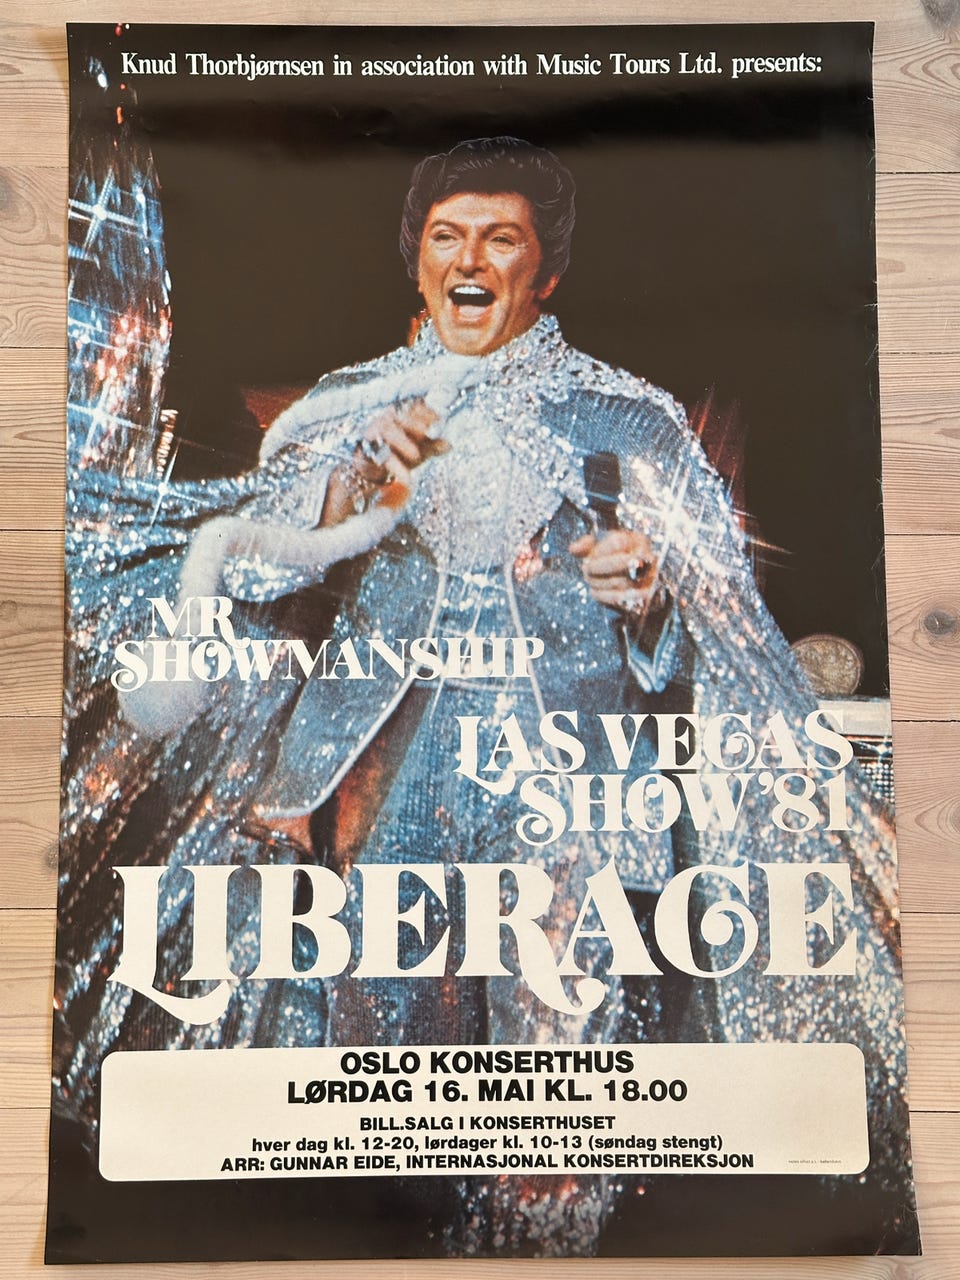 Knud Thorbjørnsen in association with Music Tours Ltd. presents:
MR
SHOWMANSHIP
LAS VEGAS
SHOW '81
LIBERACE
OSLO KONSERTHUS
LØRDAG 16. MAI KL. 18.00
BILL.SALG I KONSERTHUSET
hver dag kl. 12-20, lørdager kl. 10-13 (søndag stengt)
ARR: GUNNAR EIDE, INTERNASJONAL KONSERTDIREKSJON